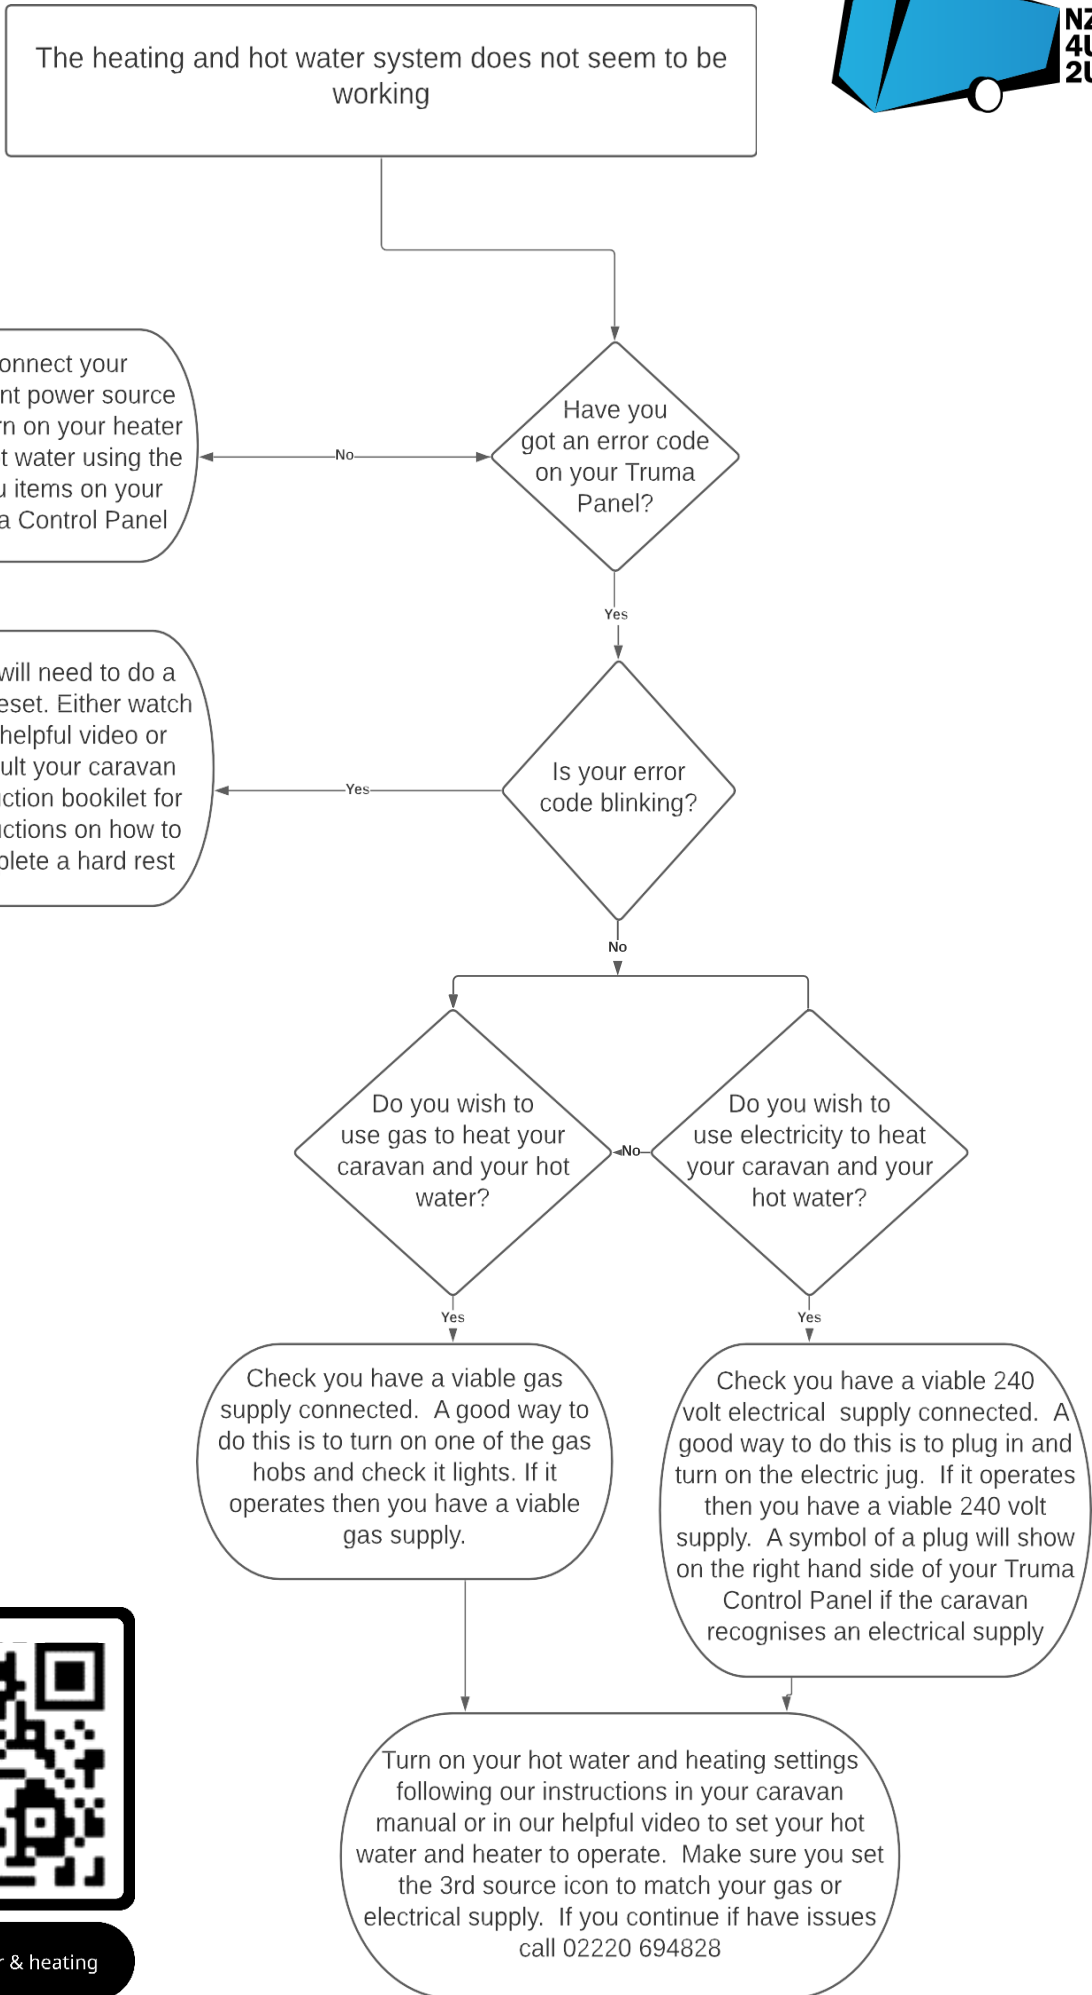 The heating and hot water system does not seem to be
working
NZ
4U
2U
Have you
got an error code
on your Truma
Panel?
No
onnect your
nt power source
rn on your heater
t water using the
u items on your
a Control Panel
Yes
Is your error
code blinking?
Yes
will need to do a
eset. Either watch
helpful video or
ult your caravan
ction bookilet for
uctions on how to
plete a hard rest
No
Do you wish to
use gas to heat your
caravan and your hot
water?
No
Do you wish to
use electricity to heat
your caravan and your
hot water?
Yes
Yes
Check you have a viable gas
supply connected.  A good way to
do this is to turn on one of the gas
hobs and check it lights. If it
operates then you have a viable
gas supply.
Check you have a viable 240
volt electrical  supply connected.  A
good way to do this is to plug in and
turn on the electric jug.  If it operates
then you have a viable 240 volt
supply.  A symbol of a plug will show
on the right hand side of your Truma
Control Panel if the caravan
recognises an electrical supply
Turn on your hot water and heating settings
following our instructions in your caravan
manual or in our helpful video to set your hot
water and heater to operate.  Make sure you set
the 3rd source icon to match your gas or
electrical supply.  If you continue if have issues
call 02220 694828
r & heating